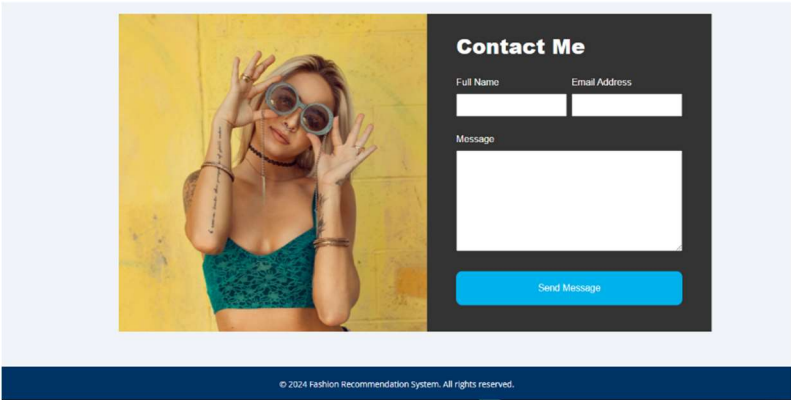 Contact Me
Full Name Email Address
Message
Send Message
© 2024 Fashion Recommendation System. All rights reserved.